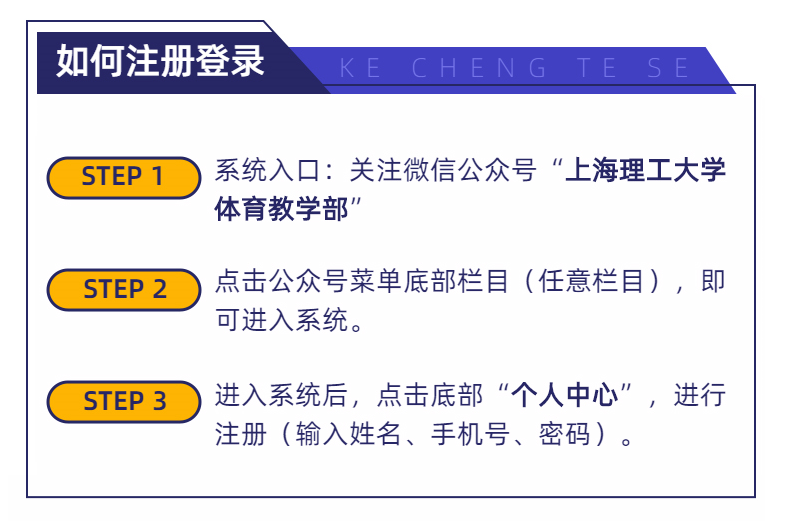 如何注册登录
KE CHENG TE SE
STEP 1
系统入口：关注微信公众号“上海理工大学
体育教学部”
STEP 2
点击公众号菜单底部栏目（任意栏目），即
可进入系统。
STEP 3
进入系统后，点击底部“个人中心”，进行
注册（输入姓名、手机号、密码）。